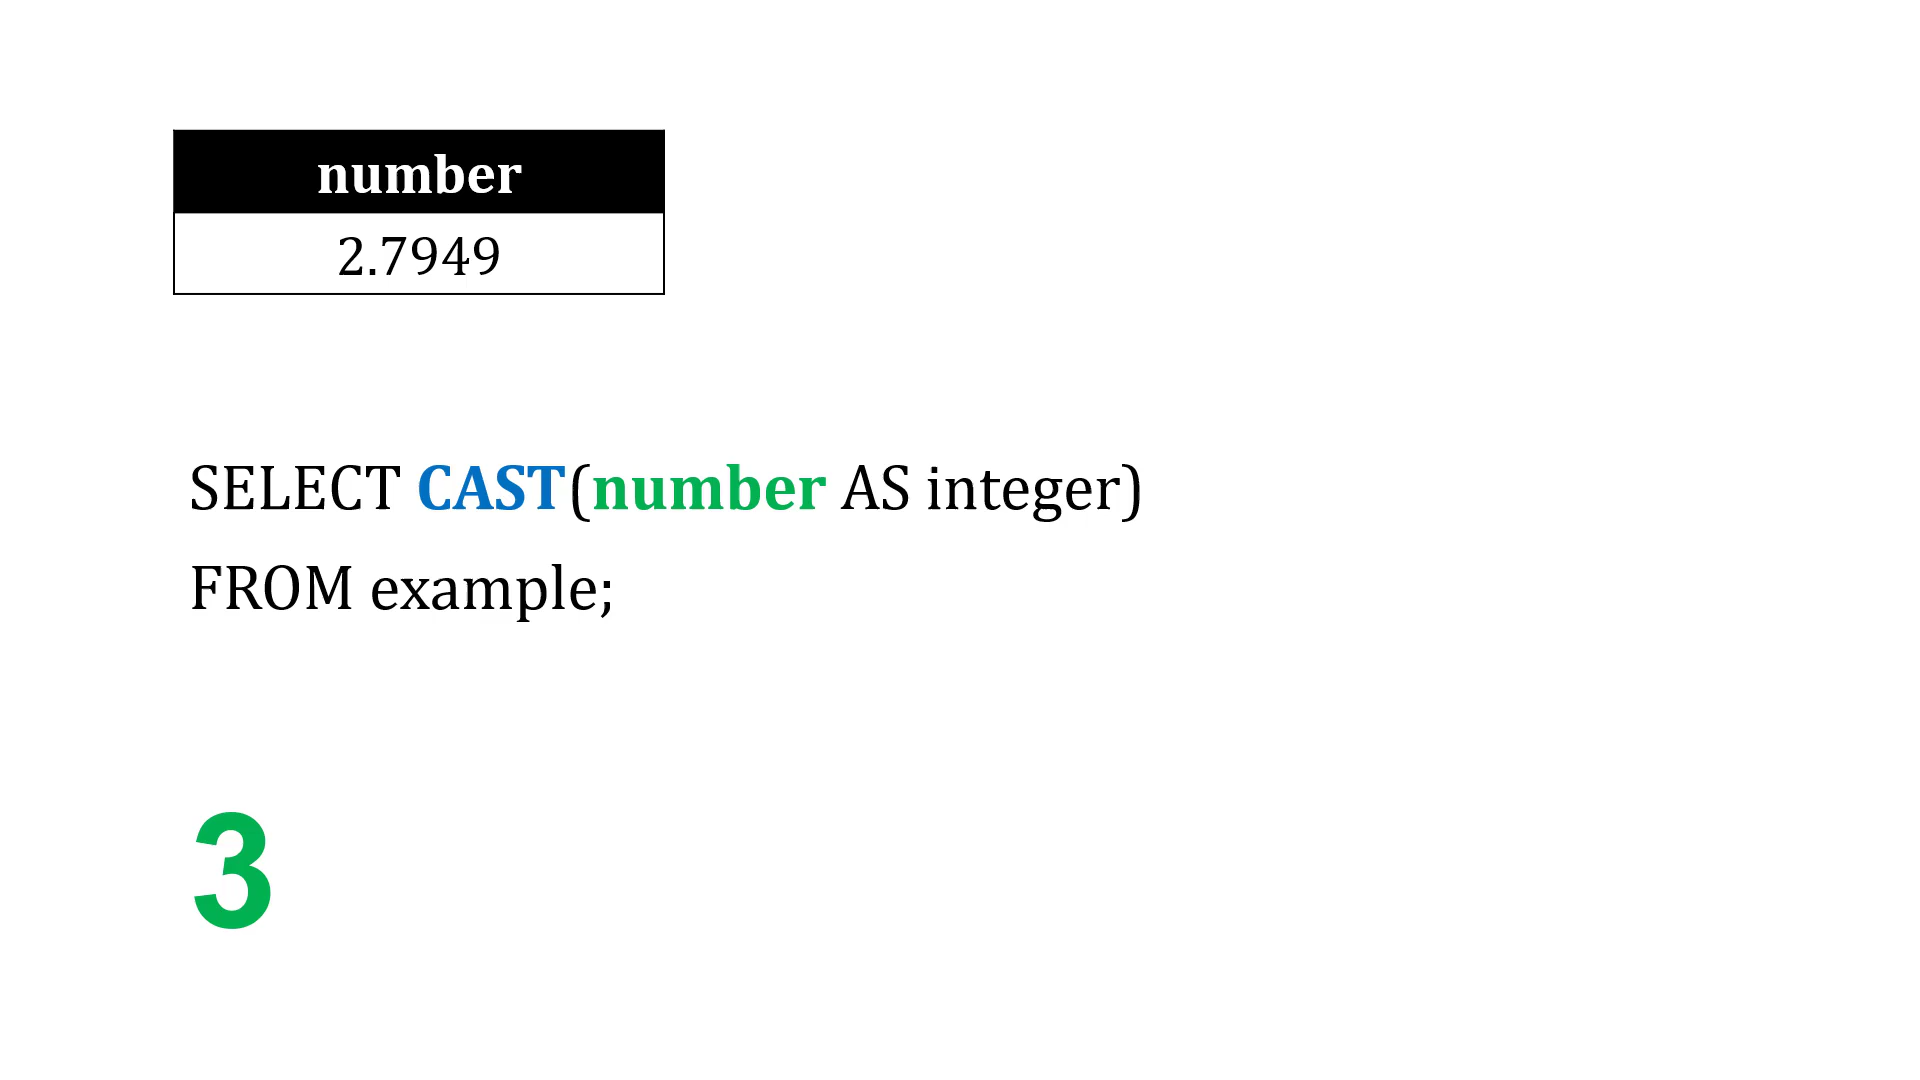 number
2.7949
SELECT CAST(number AS integer)
FROM example;
3